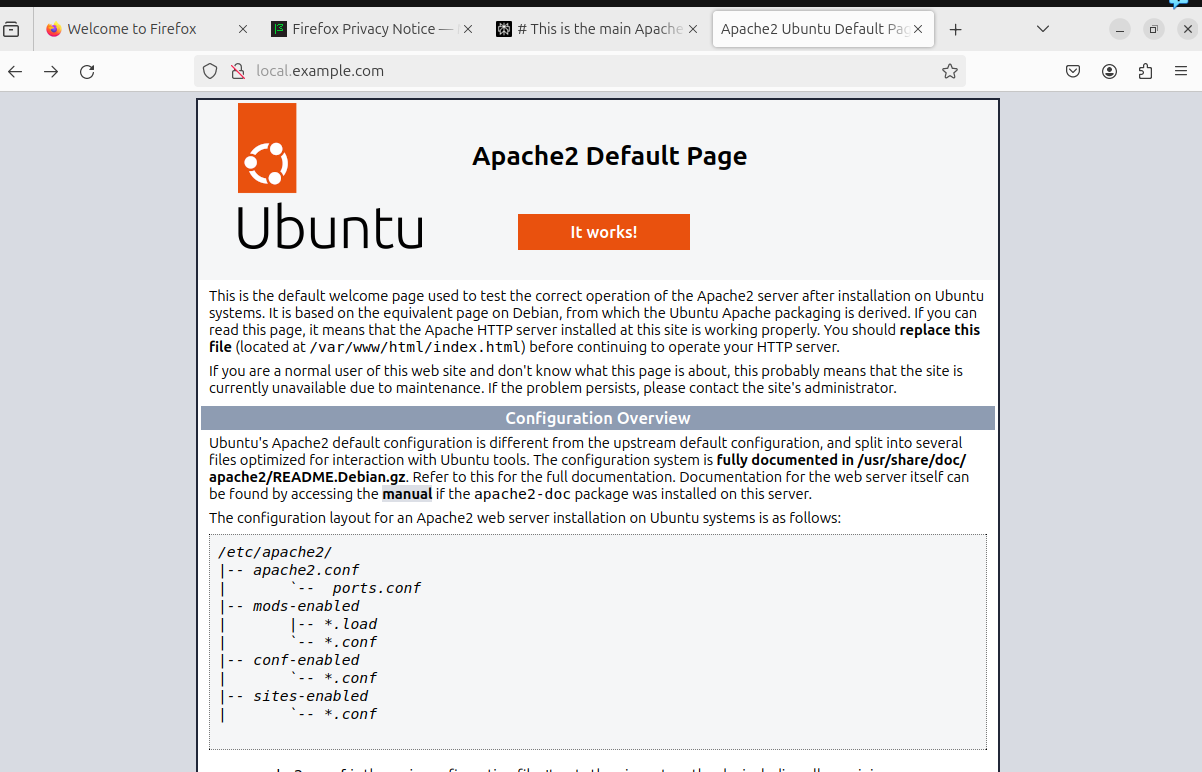 Welcome to Firefox
Firefox Privacy Notice —
# This is the main Apache
Apache2 Ubuntu Default Pag
local.example.com
Apache2 Default Page
Ubuntu
It works!
This is the default welcome page used to test the correct operation of the Apache2 server after installation on Ubuntu
systems. It is based on the equivalent page on Debian, from which the Ubuntu Apache packaging is derived. If you can
read this page, it means that the Apache HTTP server installed at this site is working properly. You should replace this
file (located at /var/www/html/index.html) before continuing to operate your HTTP server.
If you are a normal user of this web site and don't know what this page is about, this probably means that the site is
currently unavailable due to maintenance. If the problem persists, please contact the site's administrator.
Configuration Overview
Ubuntu's Apache2 default configuration is different from the upstream default configuration, and split into several
files optimized for interaction with Ubuntu tools. The configuration system is fully documented in /usr/share/doc/
apache2/README.Debian.gz. Refer to this for the full documentation. Documentation for the web server itself can
be found by accessing the manual if the apache2-doc package was installed on this server.
The configuration layout for an Apache2 web server installation on Ubuntu systems is as follows:
/etc/apache2/
|-- apache2.conf
|       `--  ports.conf
|-- mods-enabled
|       |-- *.load
|       `-- *.conf
|-- conf-enabled
|       `-- *.conf
|-- sites-enabled
|       `-- *.conf